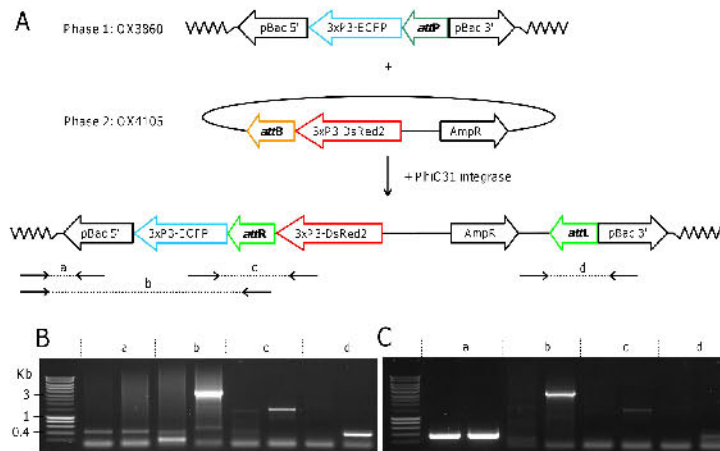 A
Phase 1: OX3860
pBac 5' 3xP3-ECFP attP pBac 3'
+
Phase 2: OX4105
attB 3xP3-DsRed2 AmpR
+ PhiC31 integrase
pBac 5' 3xP3-ECFP attR 3xP3-DsRed2 AmpR attL pBac 3'
a c d
b
B C
a b c d a b c d
Kb
3
1
0.4